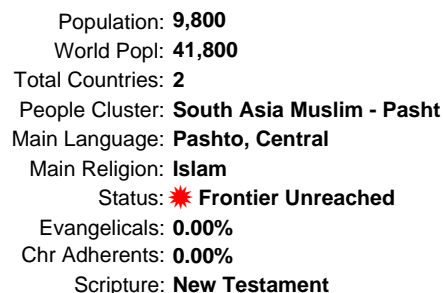 Population: 9,800
World Popl: 41,800
Total Countries: 2
People Cluster: South Asia Muslim - Pasht
Main Language: Pashto, Central
Main Religion: Islam
Status: Frontier Unreached
Evangelicals: 0.00%
Chr Adherents: 0.00%
Scripture: New Testament